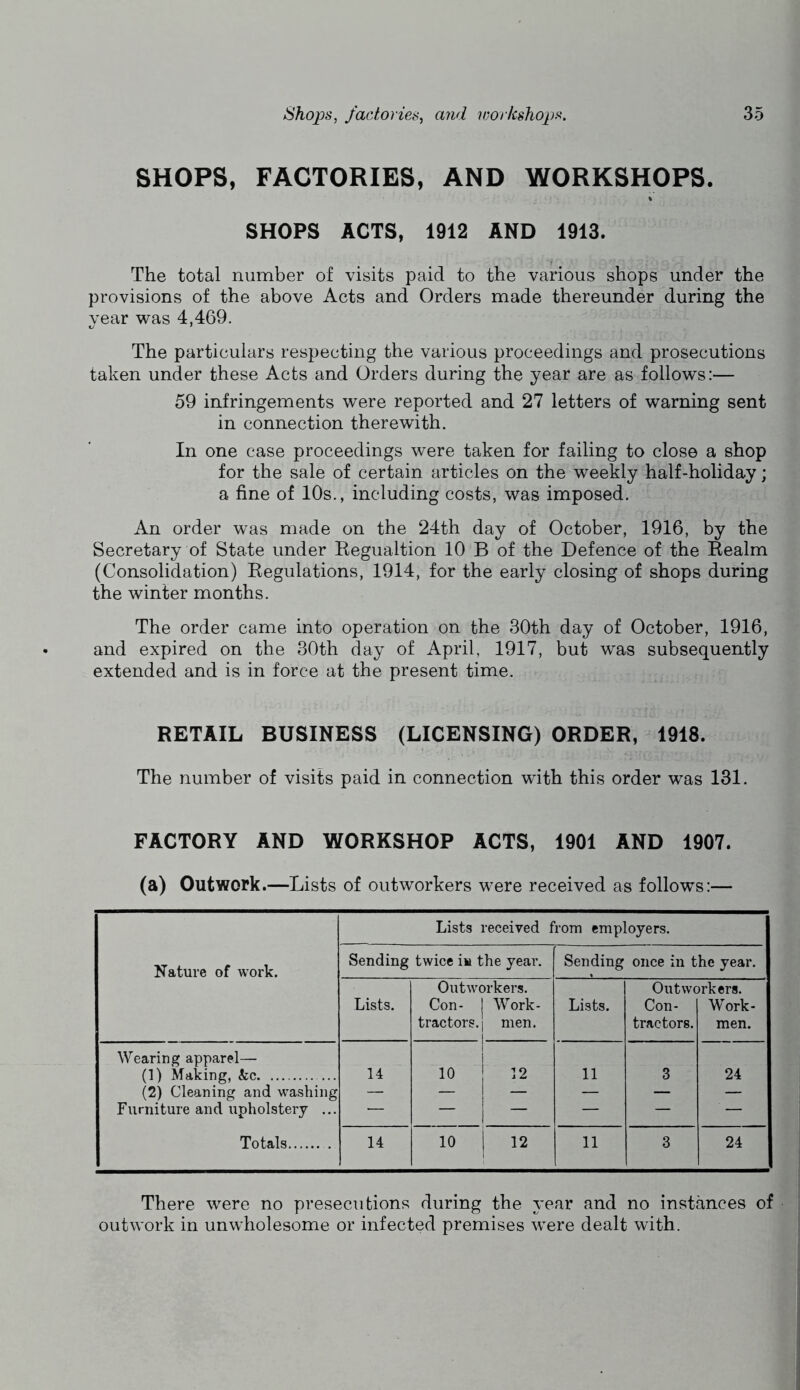 Shops, factories, and workshops. 35
SHOPS, FACTORIES, AND WORKSHOPS.
SHOPS ACTS, 1912 AND 1913.
The total number of visits paid to the various shops under the
provisions of the above Acts and Orders made thereunder during the
year was 4,469.
The particulars respecting the various proceedings and prosecutions
taken under these Acts and Orders during the year are as follows:—
59 infringements were reported and 27 letters of warning sent
in connection therewith.
In one case proceedings were taken for failing to close a shop
for the sale of certain articles on the weekly half-holiday;
a fine of 10s., including costs, was imposed.
An order was made on the 24th day of October, 1916, by the
Secretary of State under Regualtion 10 B of the Defence of the Realm
(Consolidation) Regulations, 1914, for the early closing of shops during
the winter months.
The order came into operation on the 30th day of October, 1916,
and expired on the 30th day of April, 1917, but was subsequently
extended and is in force at the present time.
RETAIL BUSINESS (LICENSING) ORDER, 1918.
The number of visits paid in connection with this order was 131.
FACTORY AND WORKSHOP ACTS, 1901 AND 1907.
(a) Outwork.—Lists of outworkers were received as follows:—
Nature of work.
Lists received from employers.
Sending twice in the year. Sending once in the year.
Lists. Outworkers. Lists. Outworkers.
Con- Work- Con- Work-
tractors. men. tractors. men.
Wearing apparel—
(1) Making, &c. ............ 14 10 12 11 3 24
(2) Cleaning and washing — — — — — —
Furniture and upholstery ... — — — — — —
Totals....... . 14 10 12 11 3 24
There were no presecutions during the year and no instances of
outwork in unwholesome or infected premises were dealt with.